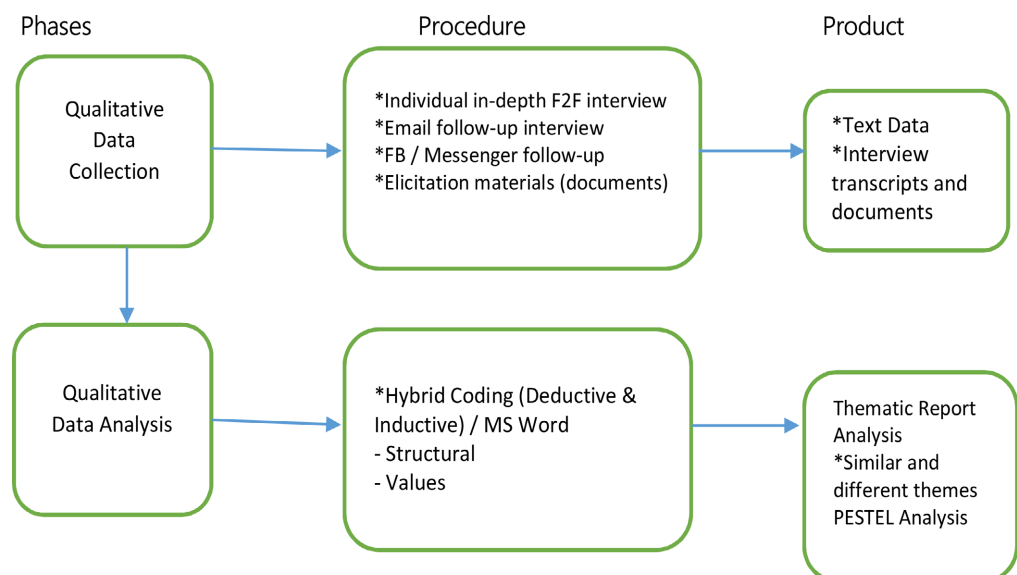 Phases
Procedure
Product
Qualitative
Data
Collection
*Individual in-depth F2F interview
*Email follow-up interview
*FB / Messenger follow-up
*Elicitation materials (documents)
*Text Data
*Interview
transcripts and
documents
Qualitative
Data Analysis
*Hybrid Coding (Deductive &
Inductive) / MS Word
- Structural
- Values
Thematic Report
Analysis
*Similar and
different themes
PESTEL Analysis